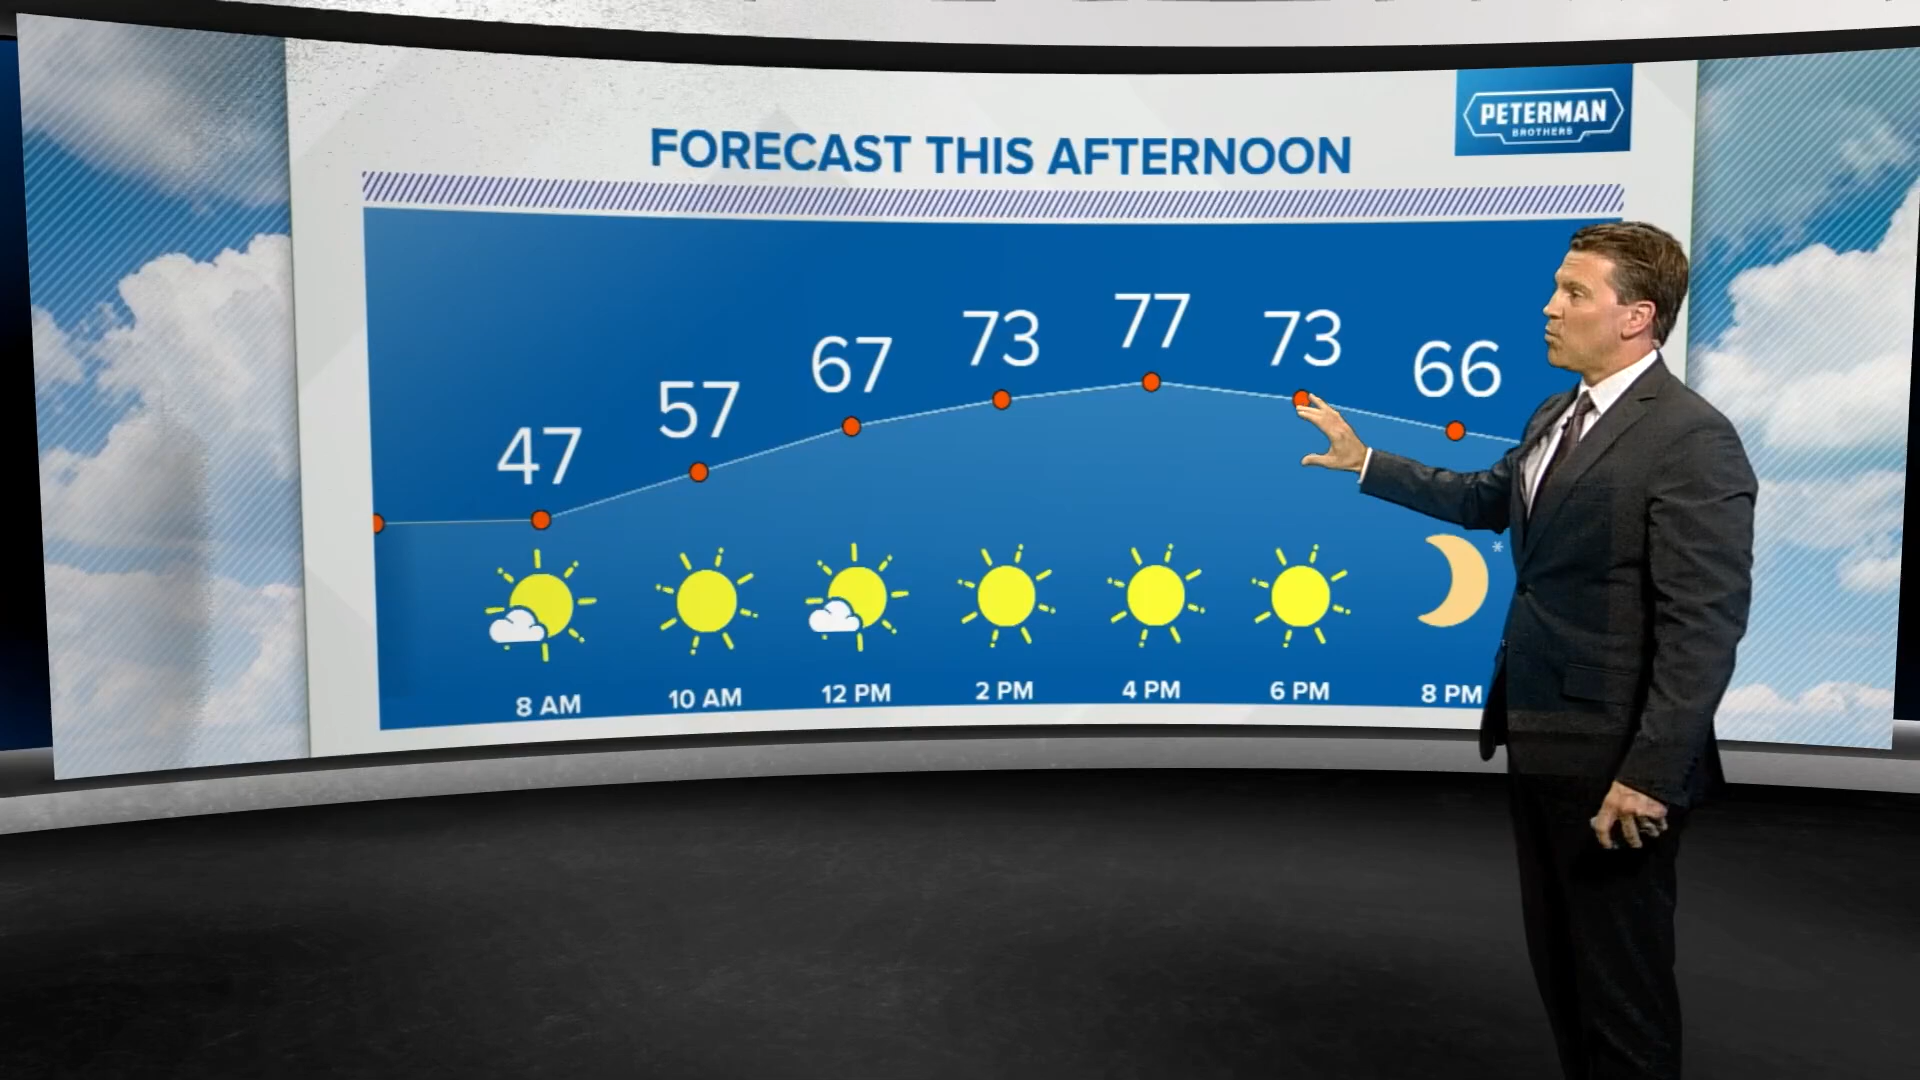 PETERMAN
BROTHERS
FORECAST THIS AFTERNOON
47 57 67 73 77 73 66
8 AM 10 AM 12 PM 2 PM 4 PM 6 PM 8 PM